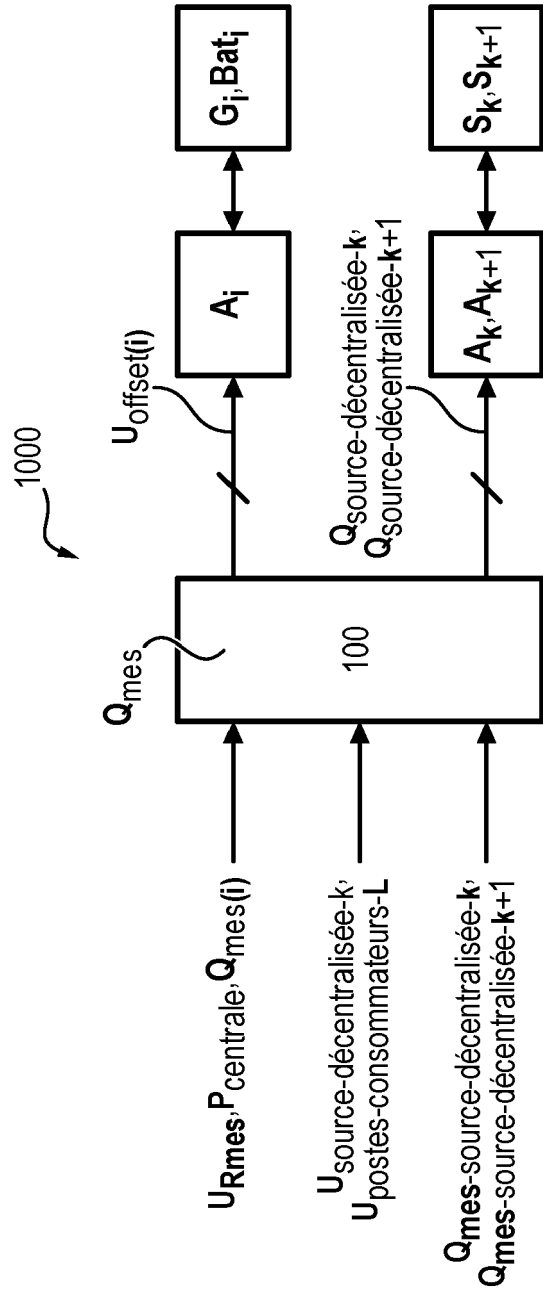 1000
U_Rmes, P_centrale, Q_mes(i)
U_source-décentralisée-k,
U_postes-consommateurs-L
Q_mes-source-décentralisée-k,
Q_mes-source-décentralisée-k+1
Q_mes
100
U_offset(i)
A_i
G_i, Bat_i
Q_source-décentralisée-k,
Q_source-décentralisée-k+1
A_k, A_k+1
S_k, S_k+1